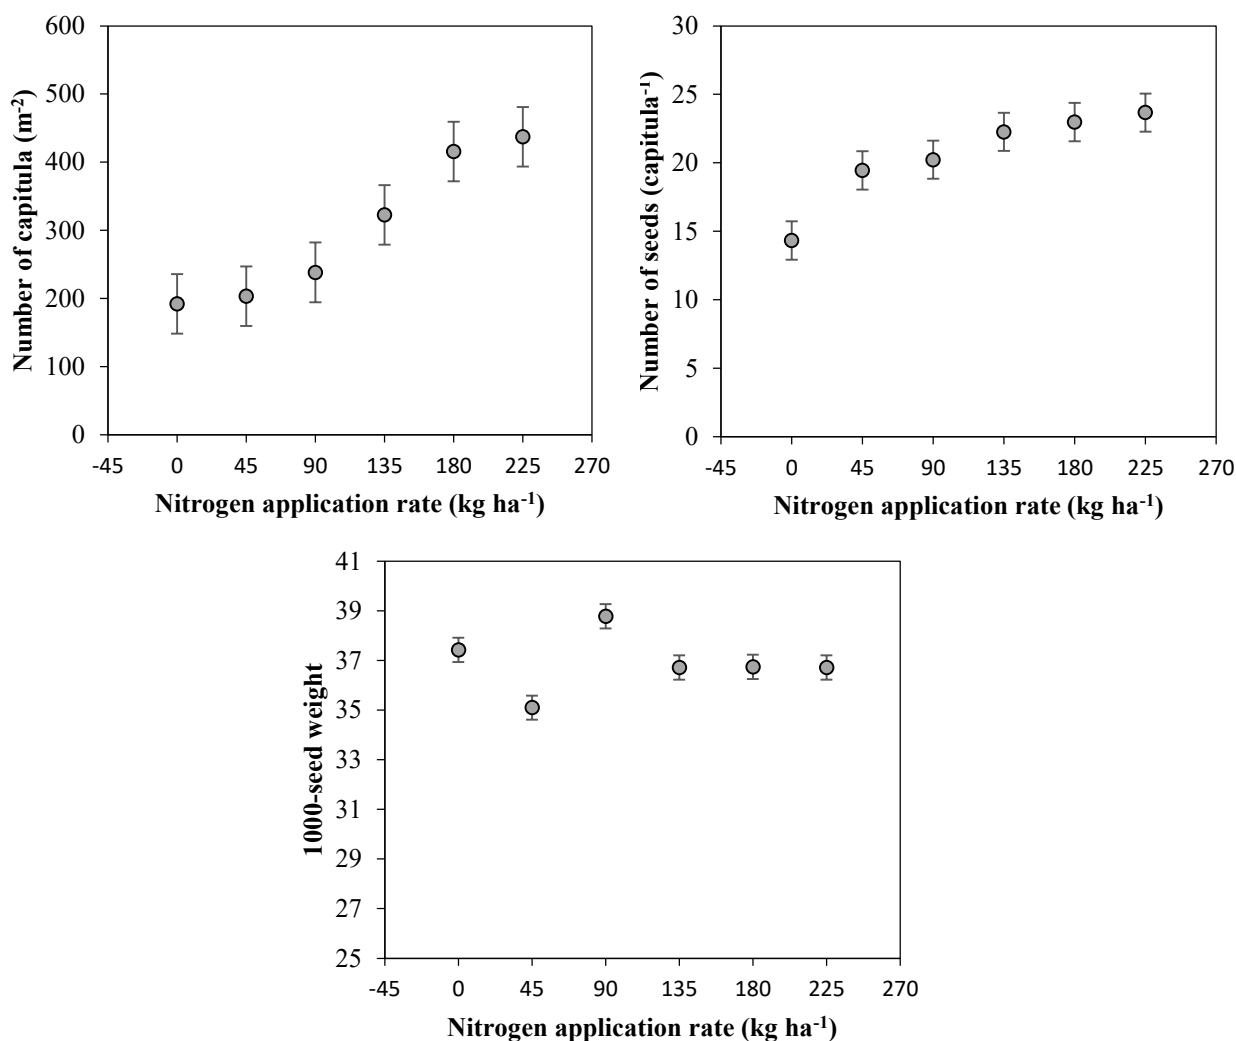 Number of capitula (m⁻²)
600
500
400
300
200
100
0
-45 0 45 90 135 180 225 270
Nitrogen application rate (kg ha⁻¹)
Number of seeds (capitula⁻¹)
30
25
20
15
10
5
0
-45 0 45 90 135 180 225 270
Nitrogen application rate (kg ha⁻¹)
1000-seed weight
41
39
37
35
33
31
29
27
25
-45 0 45 90 135 180 225 270
Nitrogen application rate (kg ha⁻¹)